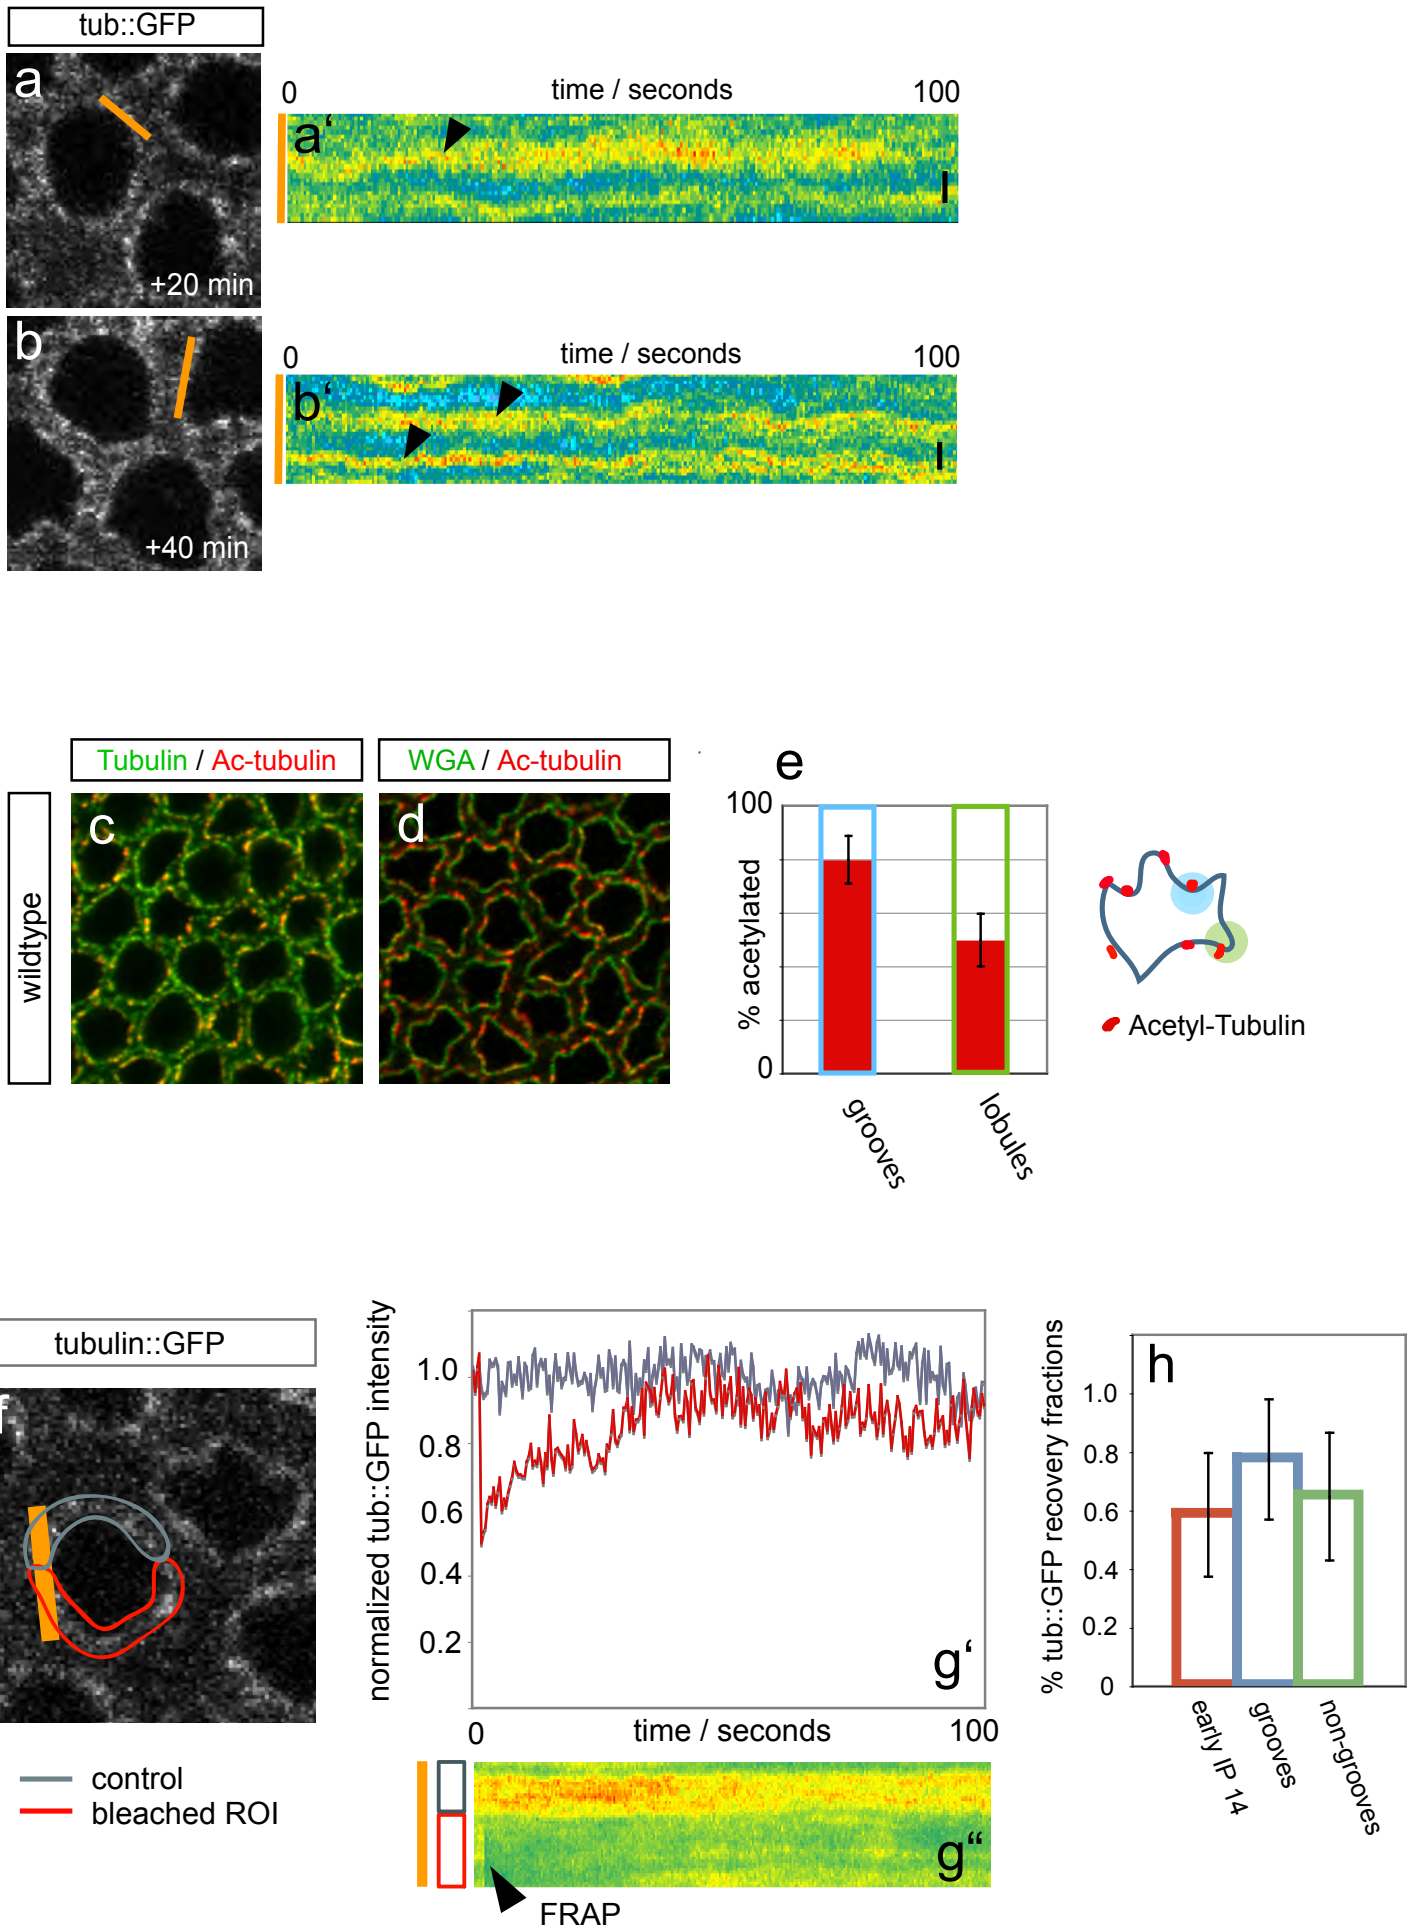 tub::GFP
a
+20 min
0 time / seconds 100
a‘
b
+40 min
0 time / seconds 100
b‘
Tubulin / Ac-tubulin
WGA / Ac-tubulin
wildtype
c
d
e
100
% acetylated
0
grooves
lobules
Acetyl-Tubulin
tubulin::GFP
f
control
bleached ROI
normalized tub::GFP intensity
1.0
0.8
0.6
0.4
0.2
g‘
0 time / seconds 100
g“
FRAP
h
% tub::GFP recovery fractions
1.0
0.8
0.6
0.4
0.2
0
early IP 14
grooves
non-grooves